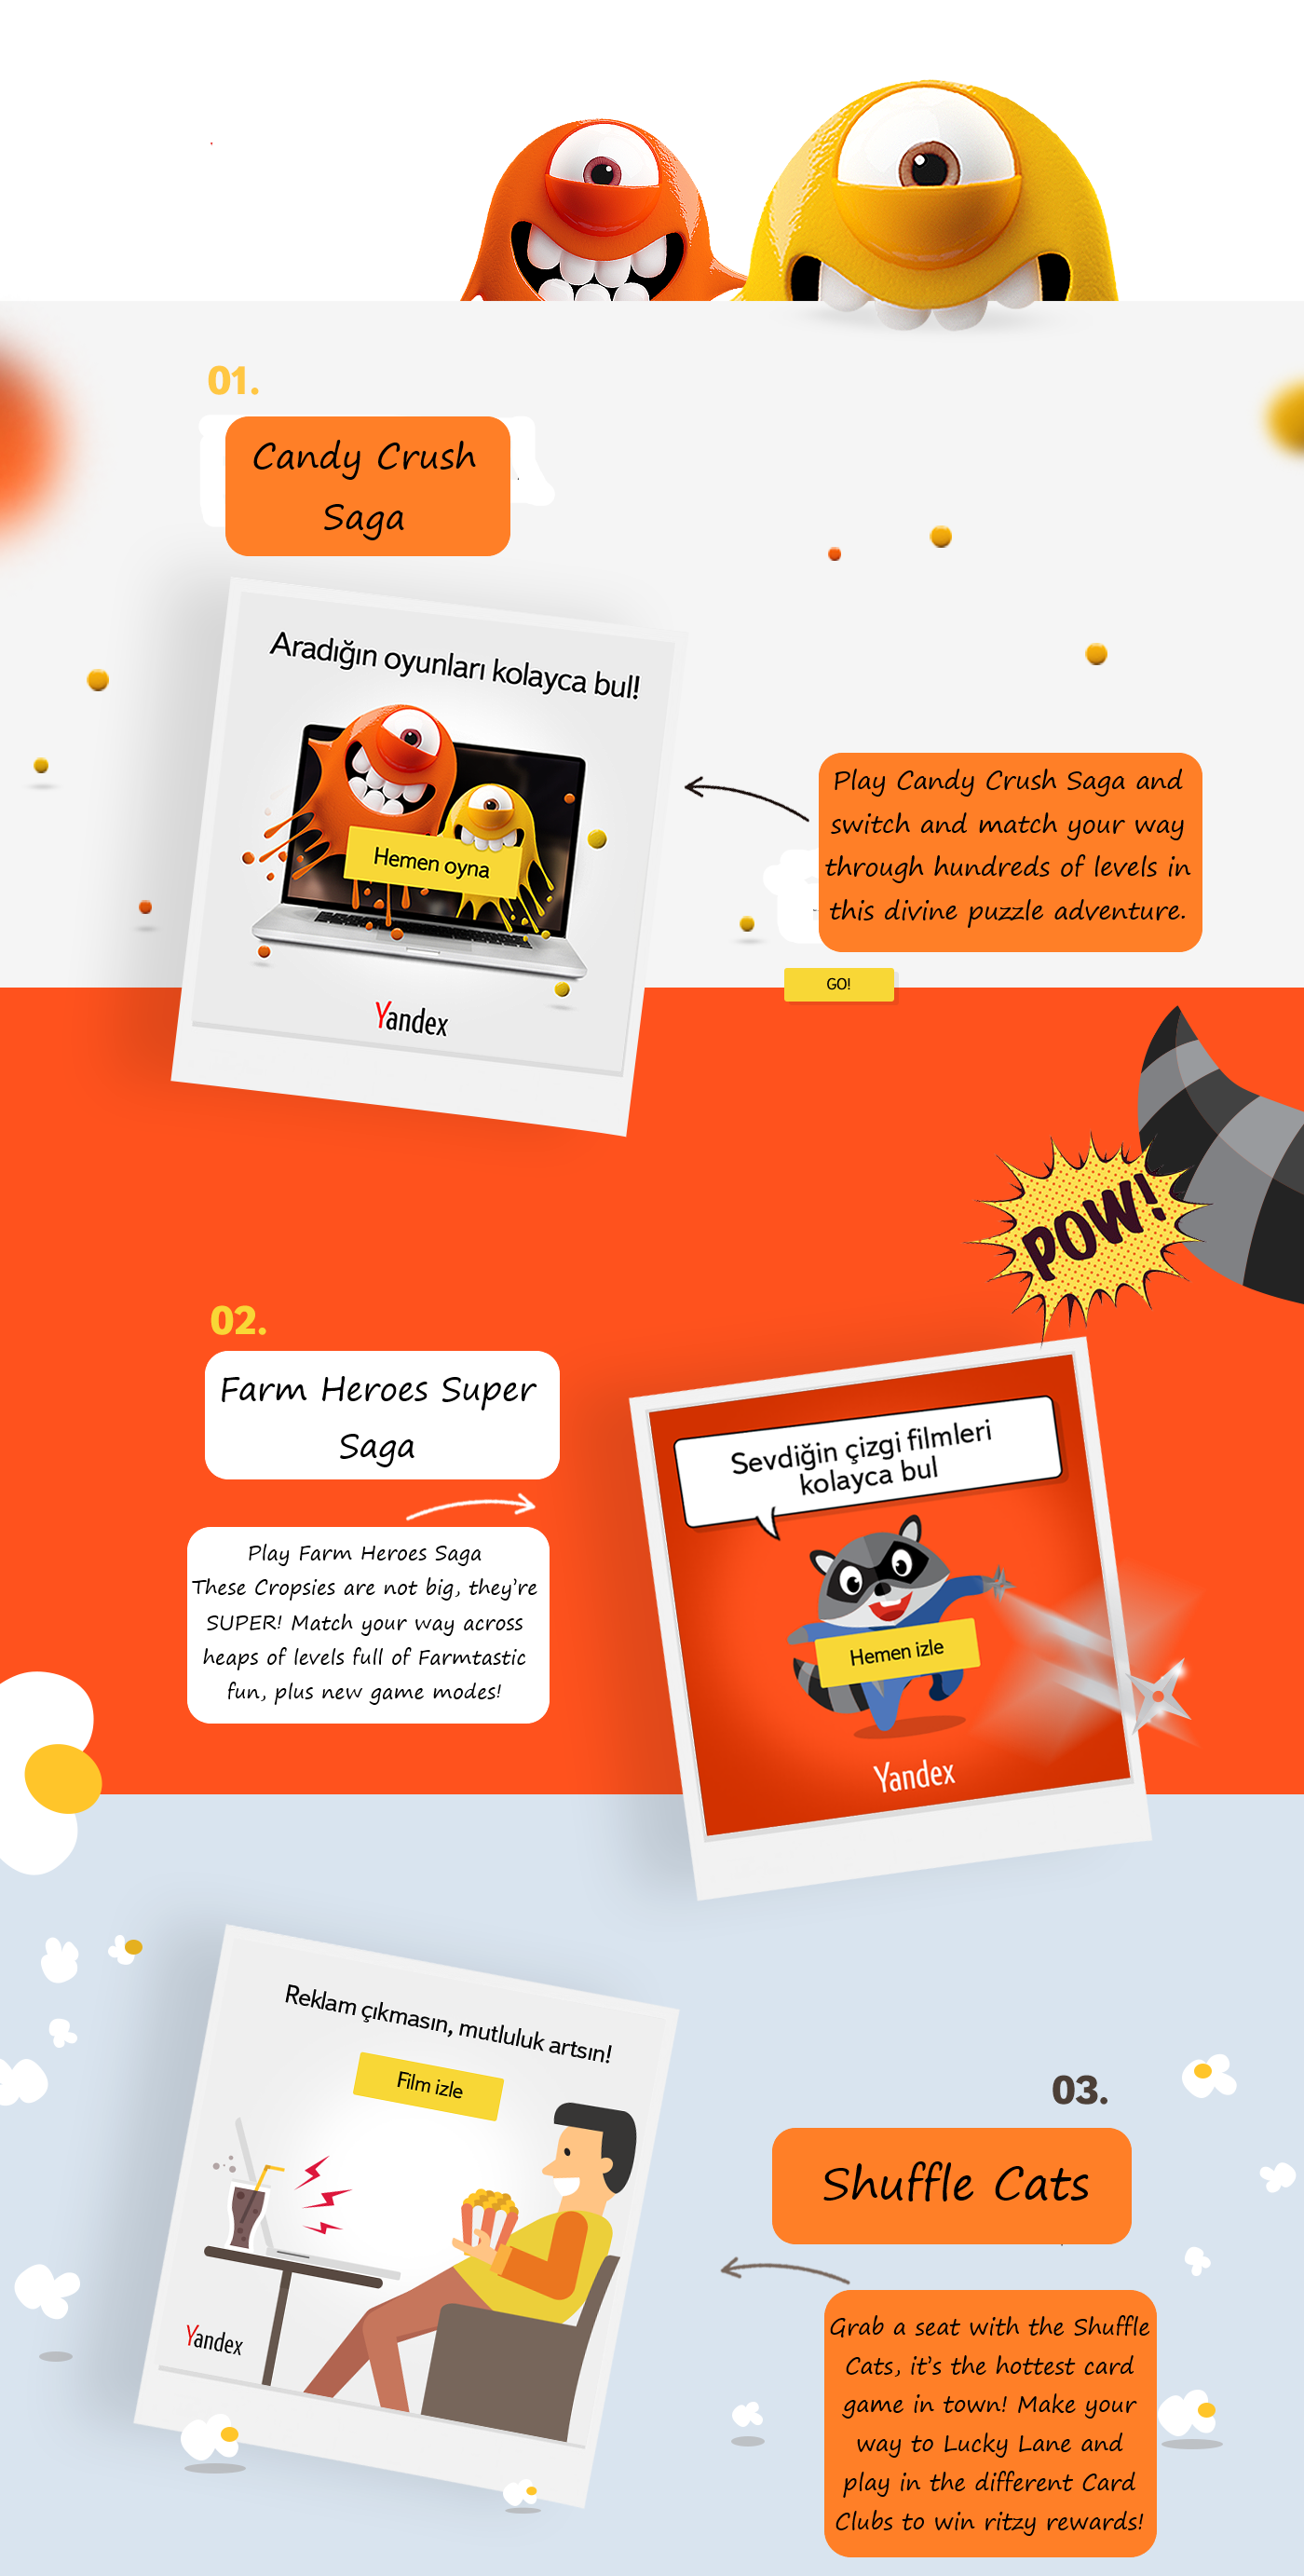 01.
Candy Crush
Saga
Aradığın oyunları kolayca bul!
Hemen oyna
Yandex
Play Candy Crush Saga and
switch and match your way
through hundreds of levels in
this divine puzzle adventure.
GO!
POW!
02.
Farm Heroes Super
Saga
Play Farm Heroes Saga
These Cropsies are not big, they're
SUPER! Match your way across
heaps of levels full of Farmtastic
fun, plus new game modes!
Sevdiğin çizgi filmleri
kolayca bul
Hemen izle
Yandex
Reklam çıkmasın, mutluluk artsın!
Film izle
Yandex
03.
Shuffle Cats
Grab a seat with the Shuffle
Cats, it's the hottest card
game in town! Make your
way to Lucky Lane and
play in the different Card
Clubs to win ritzy rewards!